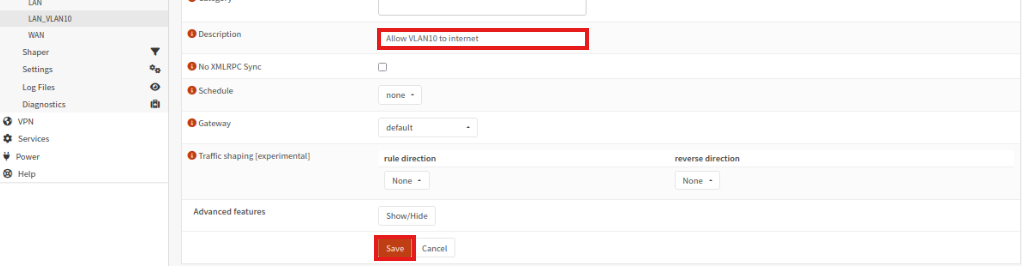 LAN
LAN_VLAN10
WAN
Shaper
Settings
Log Files
Diagnostics
VPN
Services
Power
Help
Category
Description
Allow VLAN10 to internet
No XMLRPC Sync
Schedule
none
Gateway
default
Traffic shaping [experimental]
rule direction
reverse direction
None
None
Advanced features
Show/Hide
Save
Cancel